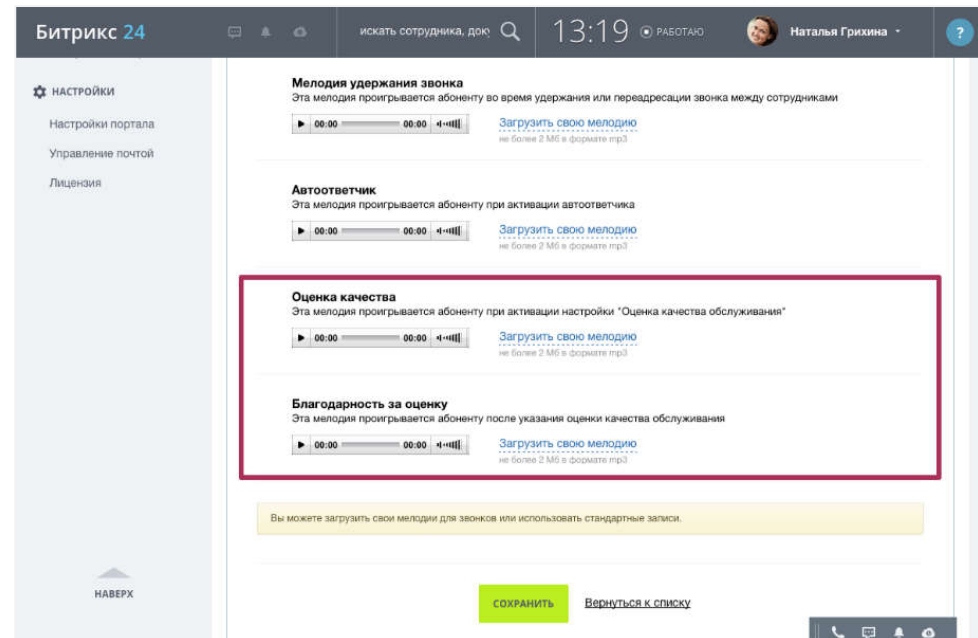 Битрикс 24
искать сотрудника, доку
13:19
РАБОТАЮ
Наталья Грихина
?
НАСТРОЙКИ
Настройки портала
Управление почтой
Лицензия
Мелодия удержания звонка
Эта мелодия проигрывается абоненту во время удержания или переадресации звонка между сотрудниками
00:00 00:00
Загрузить свою мелодию
не более 2 Мб в формате mp3
Автоответчик
Эта мелодия проигрывается абоненту при активации автоответчика
00:00 00:00
Загрузить свою мелодию
не более 2 Мб в формате mp3
Оценка качества
Эта мелодия проигрывается абоненту при активации настройки "Оценка качества обслуживания"
00:00 00:00
Загрузить свою мелодию
не более 2 Мб в формате mp3
Благодарность за оценку
Эта мелодия проигрывается абоненту после указания оценки качества обслуживания
00:00 00:00
Загрузить свою мелодию
не более 2 Мб в формате mp3
Вы можете загрузить свои мелодии для звонков или использовать стандартные записи.
НАВЕРХ
СОХРАНИТЬ
Вернуться к списку